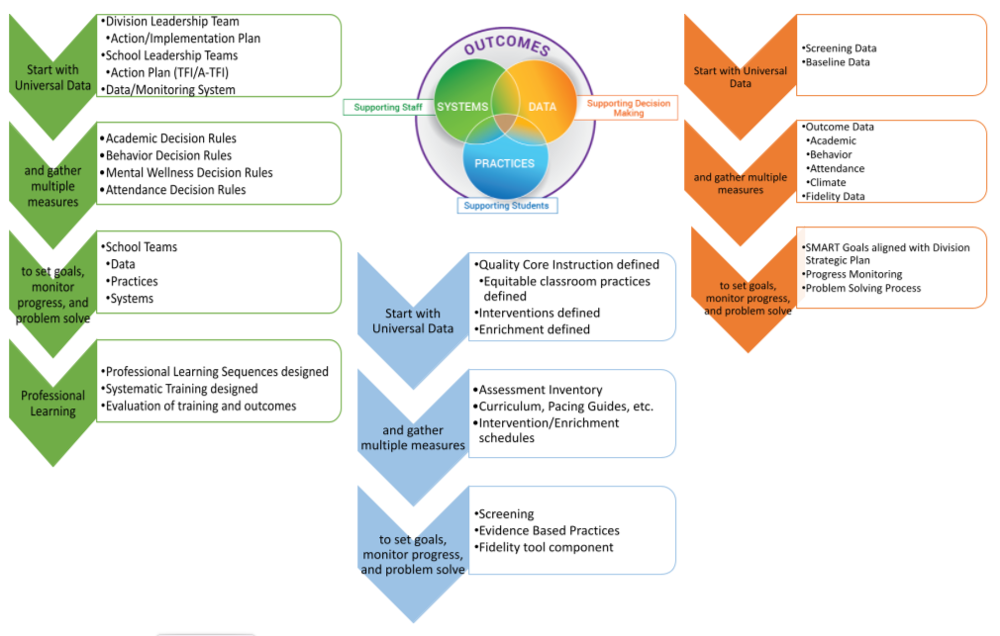 Start with
Universal Data
•Division Leadership Team
•Action/Implementation Plan
•School Leadership Teams
•Action Plan (TFI/A-TFI)
•Data/Monitoring System
and gather
multiple
measures
•Academic Decision Rules
•Behavior Decision Rules
•Mental Wellness Decision Rules
•Attendance Decision Rules
to set goals,
monitor
progress, and
problem solve
•School Teams
•Data
•Practices
•Systems
Professional
Learning
•Professional Learning Sequences designed
•Systematic Training designed
•Evaluation of training and outcomes
OUTCOMES
Supporting Staff
SYSTEMS
DATA
Supporting Decision
Making
PRACTICES
Supporting Students
Start with
Universal Data
•Quality Core Instruction defined
•Equitable classroom practices
defined
•Interventions defined
•Enrichment defined
and gather
multiple measures
•Assessment Inventory
•Curriculum, Pacing Guides, etc.
•Intervention/Enrichment
schedules
to set goals,
monitor progress,
and problem solve
•Screening
•Evidence Based Practices
•Fidelity tool component
Start with Universal
Data
•Screening Data
•Baseline Data
and gather multiple
measures
•Outcome Data
•Academic
•Behavior
•Attendance
•Climate
•Fidelity Data
to set goals,
monitor progress,
and problem solve
•SMART Goals aligned with Division
Strategic Plan
•Progress Monitoring
•Problem Solving Process